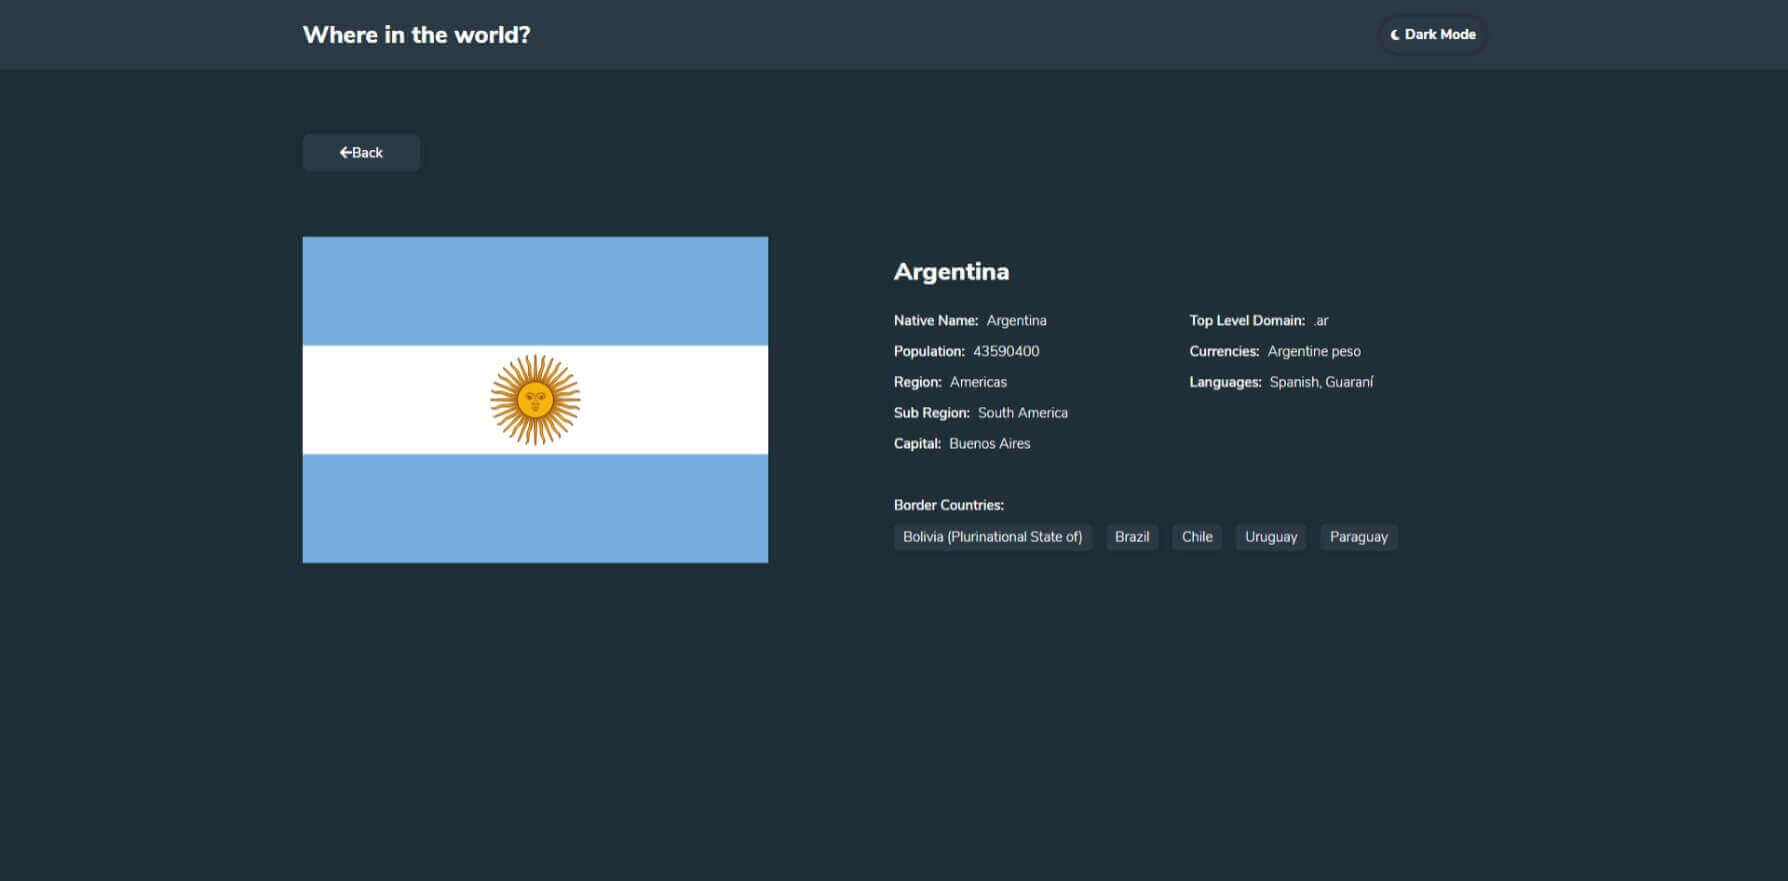 Where in the world?
Dark Mode
Back
Argentina
Native Name: Argentina
Population: 43590400
Region: Americas
Sub Region: South America
Capital: Buenos Aires
Top Level Domain: .ar
Currencies: Argentine peso
Languages: Spanish, Guaraní
Border Countries:
Bolivia (Plurinational State of) Brazil Chile Uruguay Paraguay